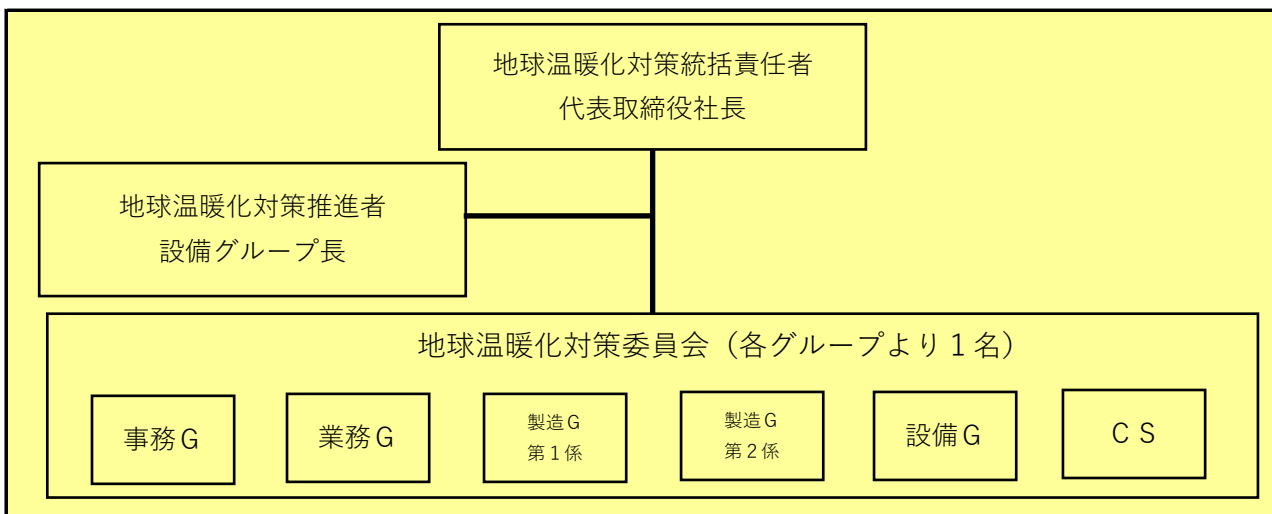 地球温暖化対策統括責任者
代表取締役社長
地球温暖化対策推進者
設備グループ長
地球温暖化対策委員会（各グループより１名）
事務Ｇ
業務Ｇ
製造Ｇ
第１係
製造Ｇ
第２係
設備Ｇ
ＣＳ